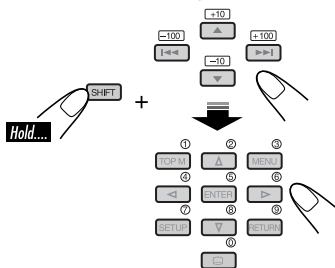 +10
–100 +100
–10
SHIFT +
Hold....
① ② ③
TOP M MENU
④ ⑤ ⑥
ENTER
⑦ ⑧ ⑨
SETUP RETURN
⓪